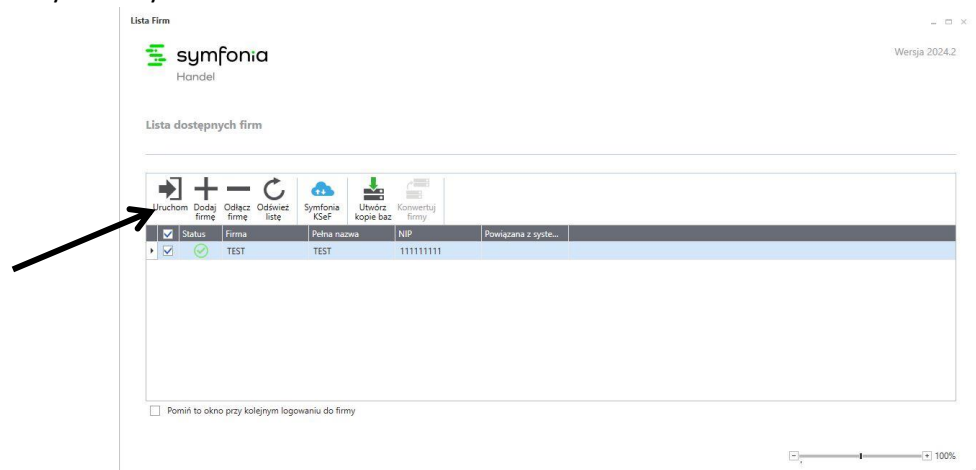 Lista Firm
symfonia
Wersja 2024.2
Handel
Lista dostępnych firm
Uruchom Dodaj firmę Odłącz firmę Odśwież listę Symfonia KSeF Utwórz kopie baz Konwertuj firmy
Status Firma Pełna nazwa NIP Powiązana z syste...
TEST TEST 111111111
Pomiń to okno przy kolejnym logowaniu do firmy
100%